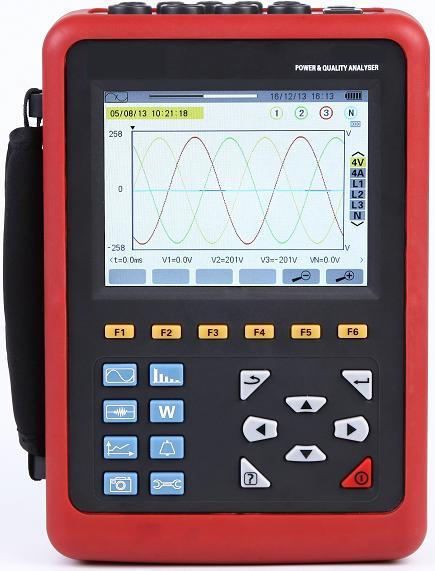 POWER & QUALITY ANALYSER
16/12/13 16:13
05/08/13 10:21:18 1 2 3 N
258 V
4V
4A
L1
0 L2
L3
N
-258 V
<t=0.0ms V1=0.0V V2=201V V3=-201V VN=0.0V >
F1 F2 F3 F4 F5 F6
W
?